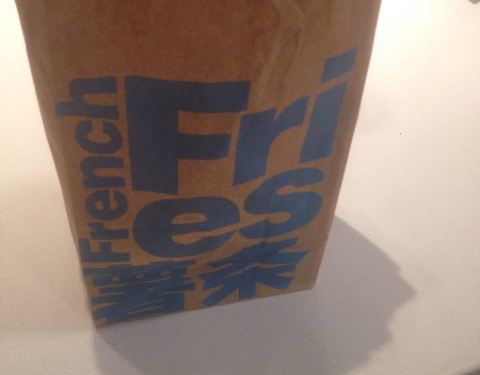 French
Fri
es
薯条